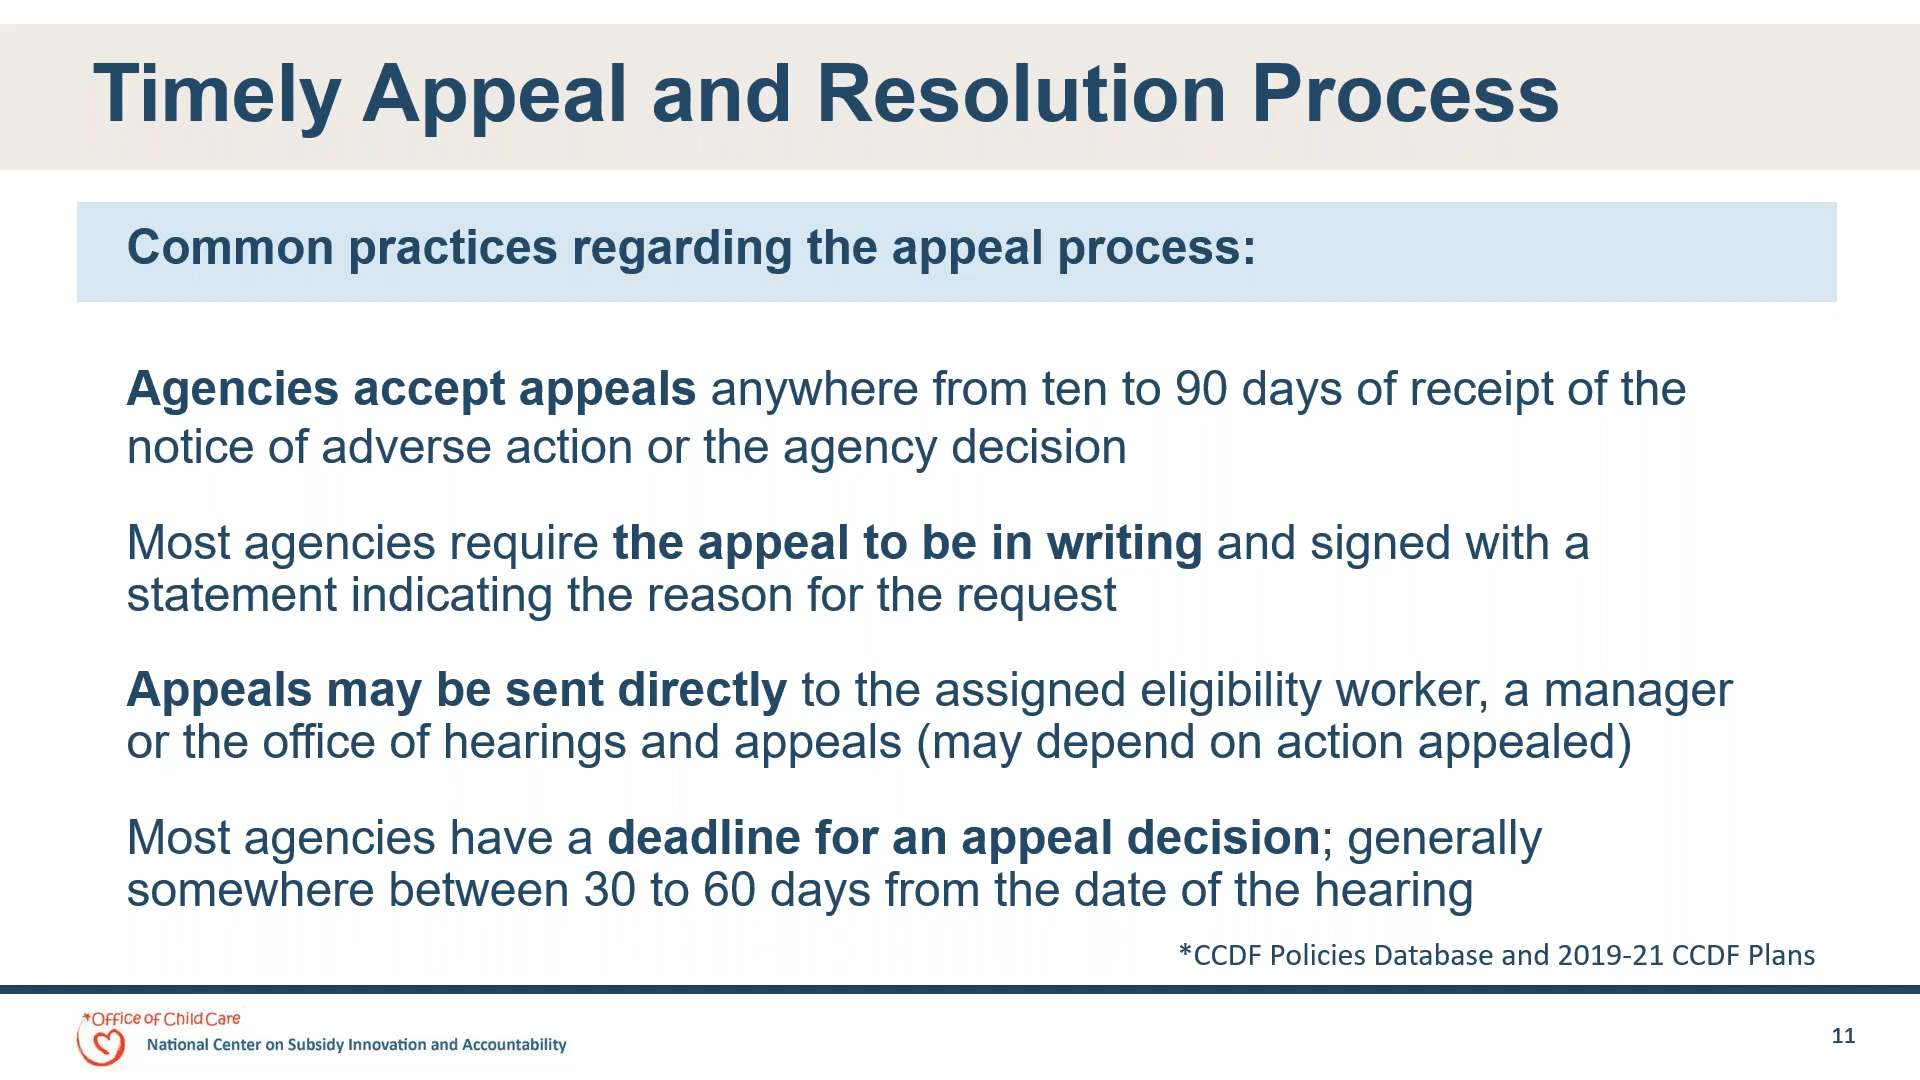 Timely Appeal and Resolution Process
Common practices regarding the appeal process:
Agencies accept appeals anywhere from ten to 90 days of receipt of the
notice of adverse action or the agency decision
Most agencies require the appeal to be in writing and signed with a
statement indicating the reason for the request
Appeals may be sent directly to the assigned eligibility worker, a manager
or the office of hearings and appeals (may depend on action appealed)
Most agencies have a deadline for an appeal decision; generally
somewhere between 30 to 60 days from the date of the hearing
*CCDF Policies Database and 2019-21 CCDF Plans
Office of Child Care
National Center on Subsidy Innovation and Accountability
11